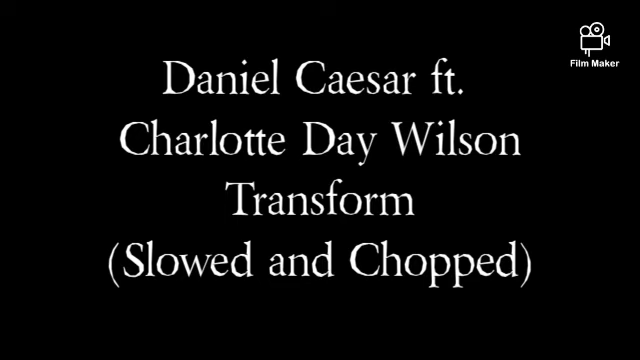 Film Maker
Daniel Caesar ft.
Charlotte Day Wilson
Transform
(Slowed and Chopped)